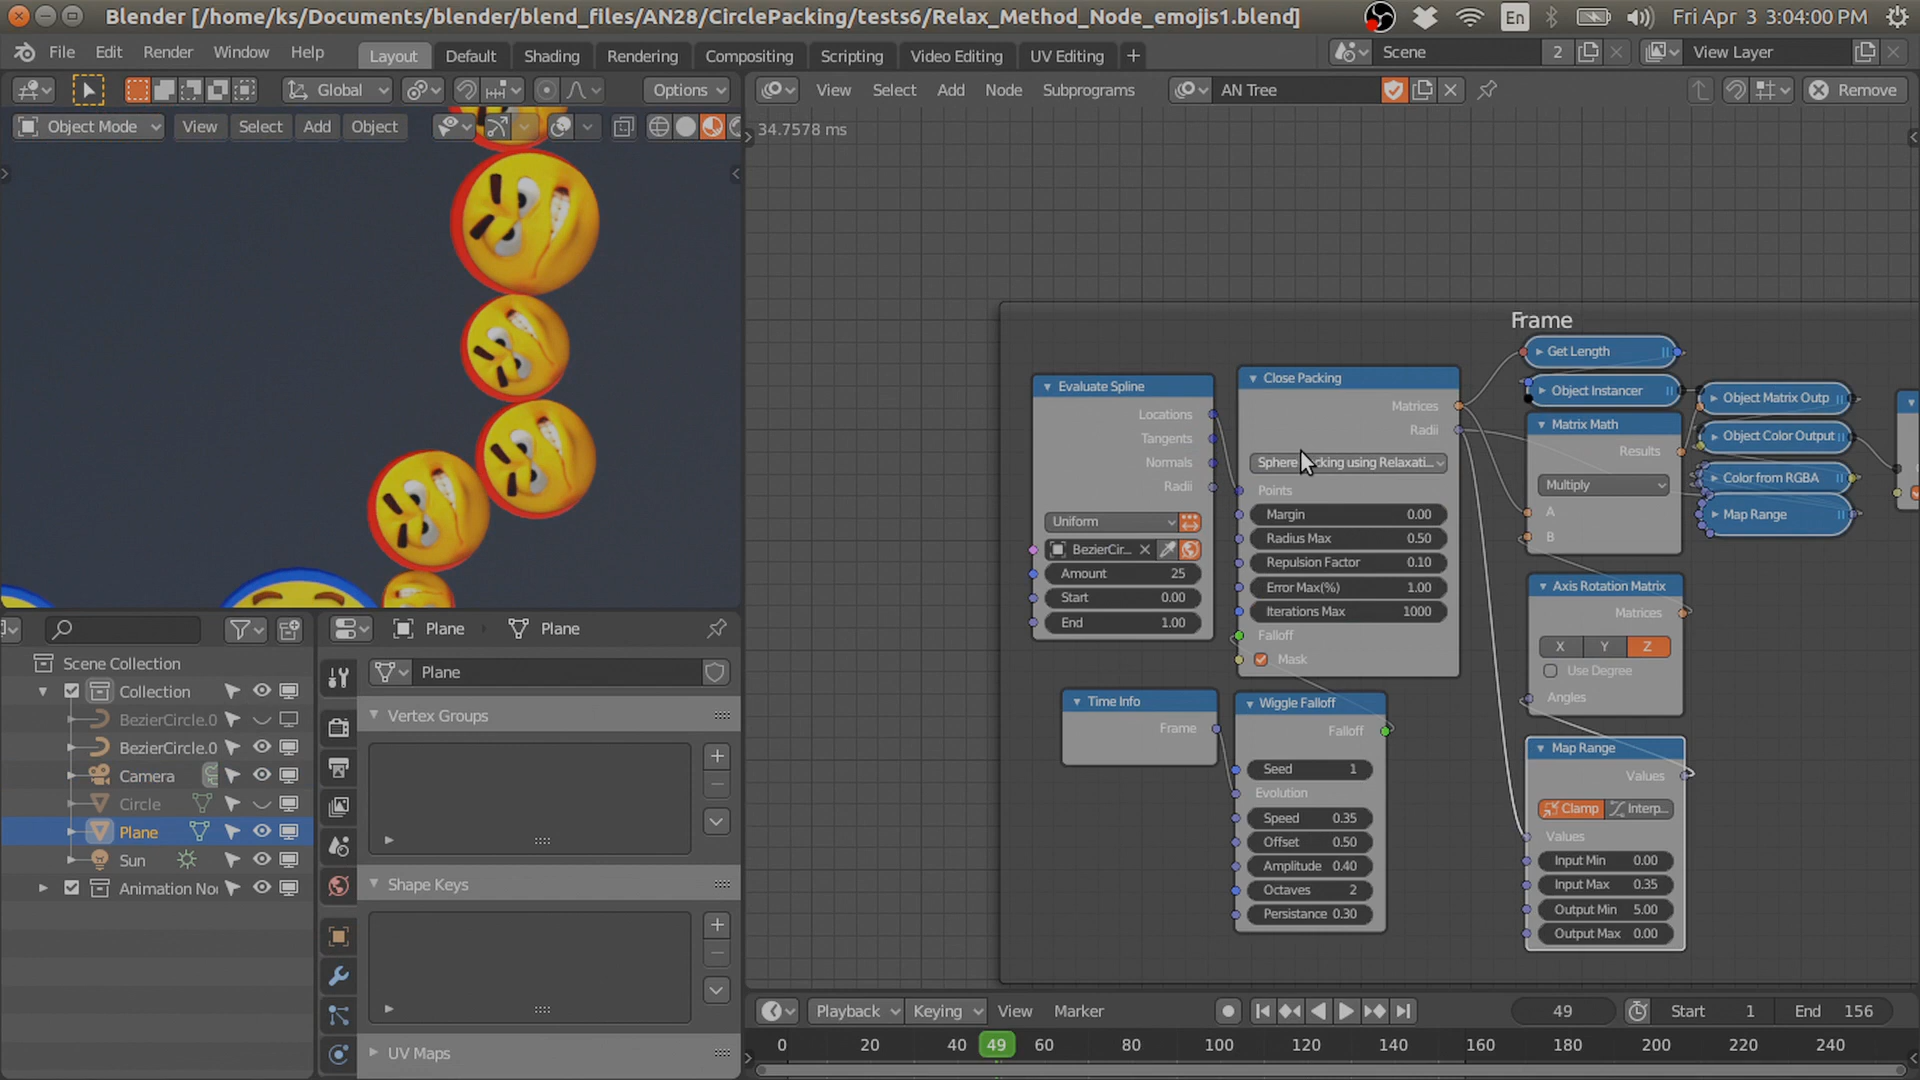 Blender [/home/ks/Documents/blender/blend_files/AN28/CirclePacking/tests6/Relax_Method_Node_emojis1.blend]
En
Fri Apr 3 3:04:00 PM
File Edit Render Window Help
Layout Default Shading Rendering Compositing Scripting Video Editing UV Editing +
Scene 2
View Layer
Global
Options
View Select Add Node Subprograms
AN Tree
Remove
Object Mode
View Select Add Object
34.7578 ms
Frame
Evaluate Spline
Locations
Tangents
Normals
Radii
Uniform
BezierCir...
Amount 25
Start 0.00
End 1.00
Close Packing
Matrices
Radii
Points
Margin 0.00
Radius Max 0.50
Repulsion Factor 0.10
Error Max(%) 1.00
Iterations Max 1000
Falloff
Mask
Time Info
Frame
Wiggle Falloff
Falloff
Seed 1
Evolution
Speed 0.35
Offset 0.50
Amplitude 0.40
Octaves 2
Persistance 0.30
Get Length
Object Instancer
Matrix Math
Results
Multiply
A
B
Axis Rotation Matrix
Matrices
X Y Z
Use Degree
Angles
Map Range
Values
Clamp Interp...
Values
Input Min 0.00
Input Max 0.35
Output Min 5.00
Output Max 0.00
Object Matrix Outp
Object Color Output
Color from RGBA
Map Range
Scene Collection
Collection
BezierCircle.0
BezierCircle.0
Camera
Circle
Plane
Sun
Animation No
Plane Plane
Plane
Vertex Groups
Shape Keys
UV Maps
Playback Keying View Marker
49
Start 1
End 156
0 20 40 49 60 80 100 120 140 160 180 200 220 240